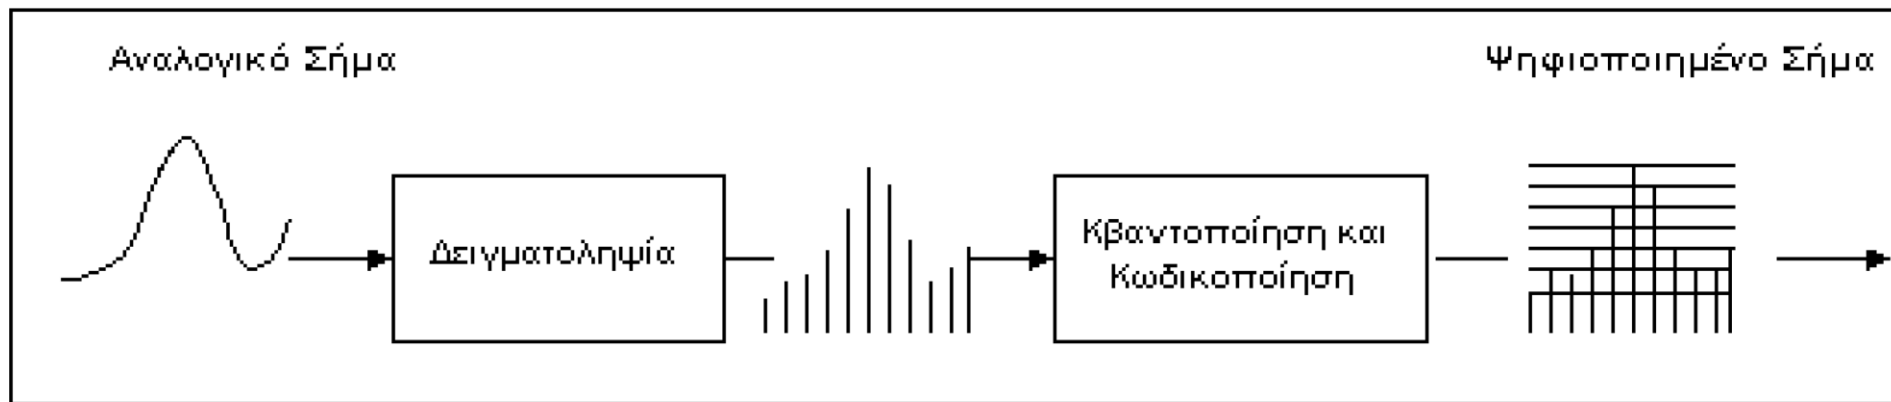 Αναλογικό Σήμα
Ψηφιοποιημένο Σήμα
Δειγματοληψία
Κβαντοποίηση και
Κωδικοποίηση